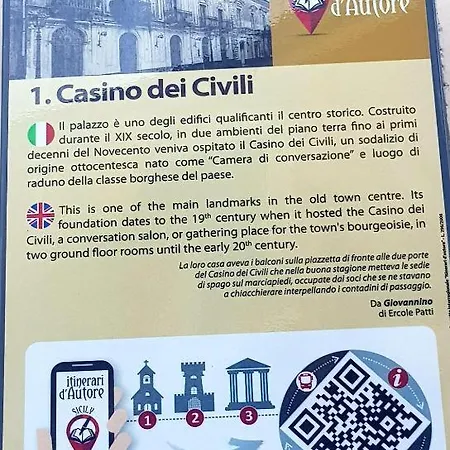 d'Autore
1. Casino dei Civili
Il palazzo è uno degli edifici qualificanti il centro storico. Costruito
durante il XIX secolo, in due ambienti del piano terra fino ai primi
decenni del Novecento veniva ospitato il Casino dei Civili, un sodalizio di
origine ottocentesca nato come "Camera di conversazione" e luogo di
raduno della classe borghese del paese.
This is one of the main landmarks in the old town centre. Its
foundation dates to the 19th century when it hosted the Casino dei
Civili, a conversation salon, or gathering place for the town's bourgeoisie, in
two ground floor rooms until the early 20th century.
La loro casa aveva i balconi sulla piazzetta di fronte alle due porte
del Casino dei Civili che nella buona stagione metteva le sedie
di spago sul marciapiedi, occupate dai soci che se ne stavano
a chiacchierare interpellando i contadini di passaggio.
Da Giovannino
di Ercole Patti
itinerari
d'Autore
SICILY
1
2
3
i